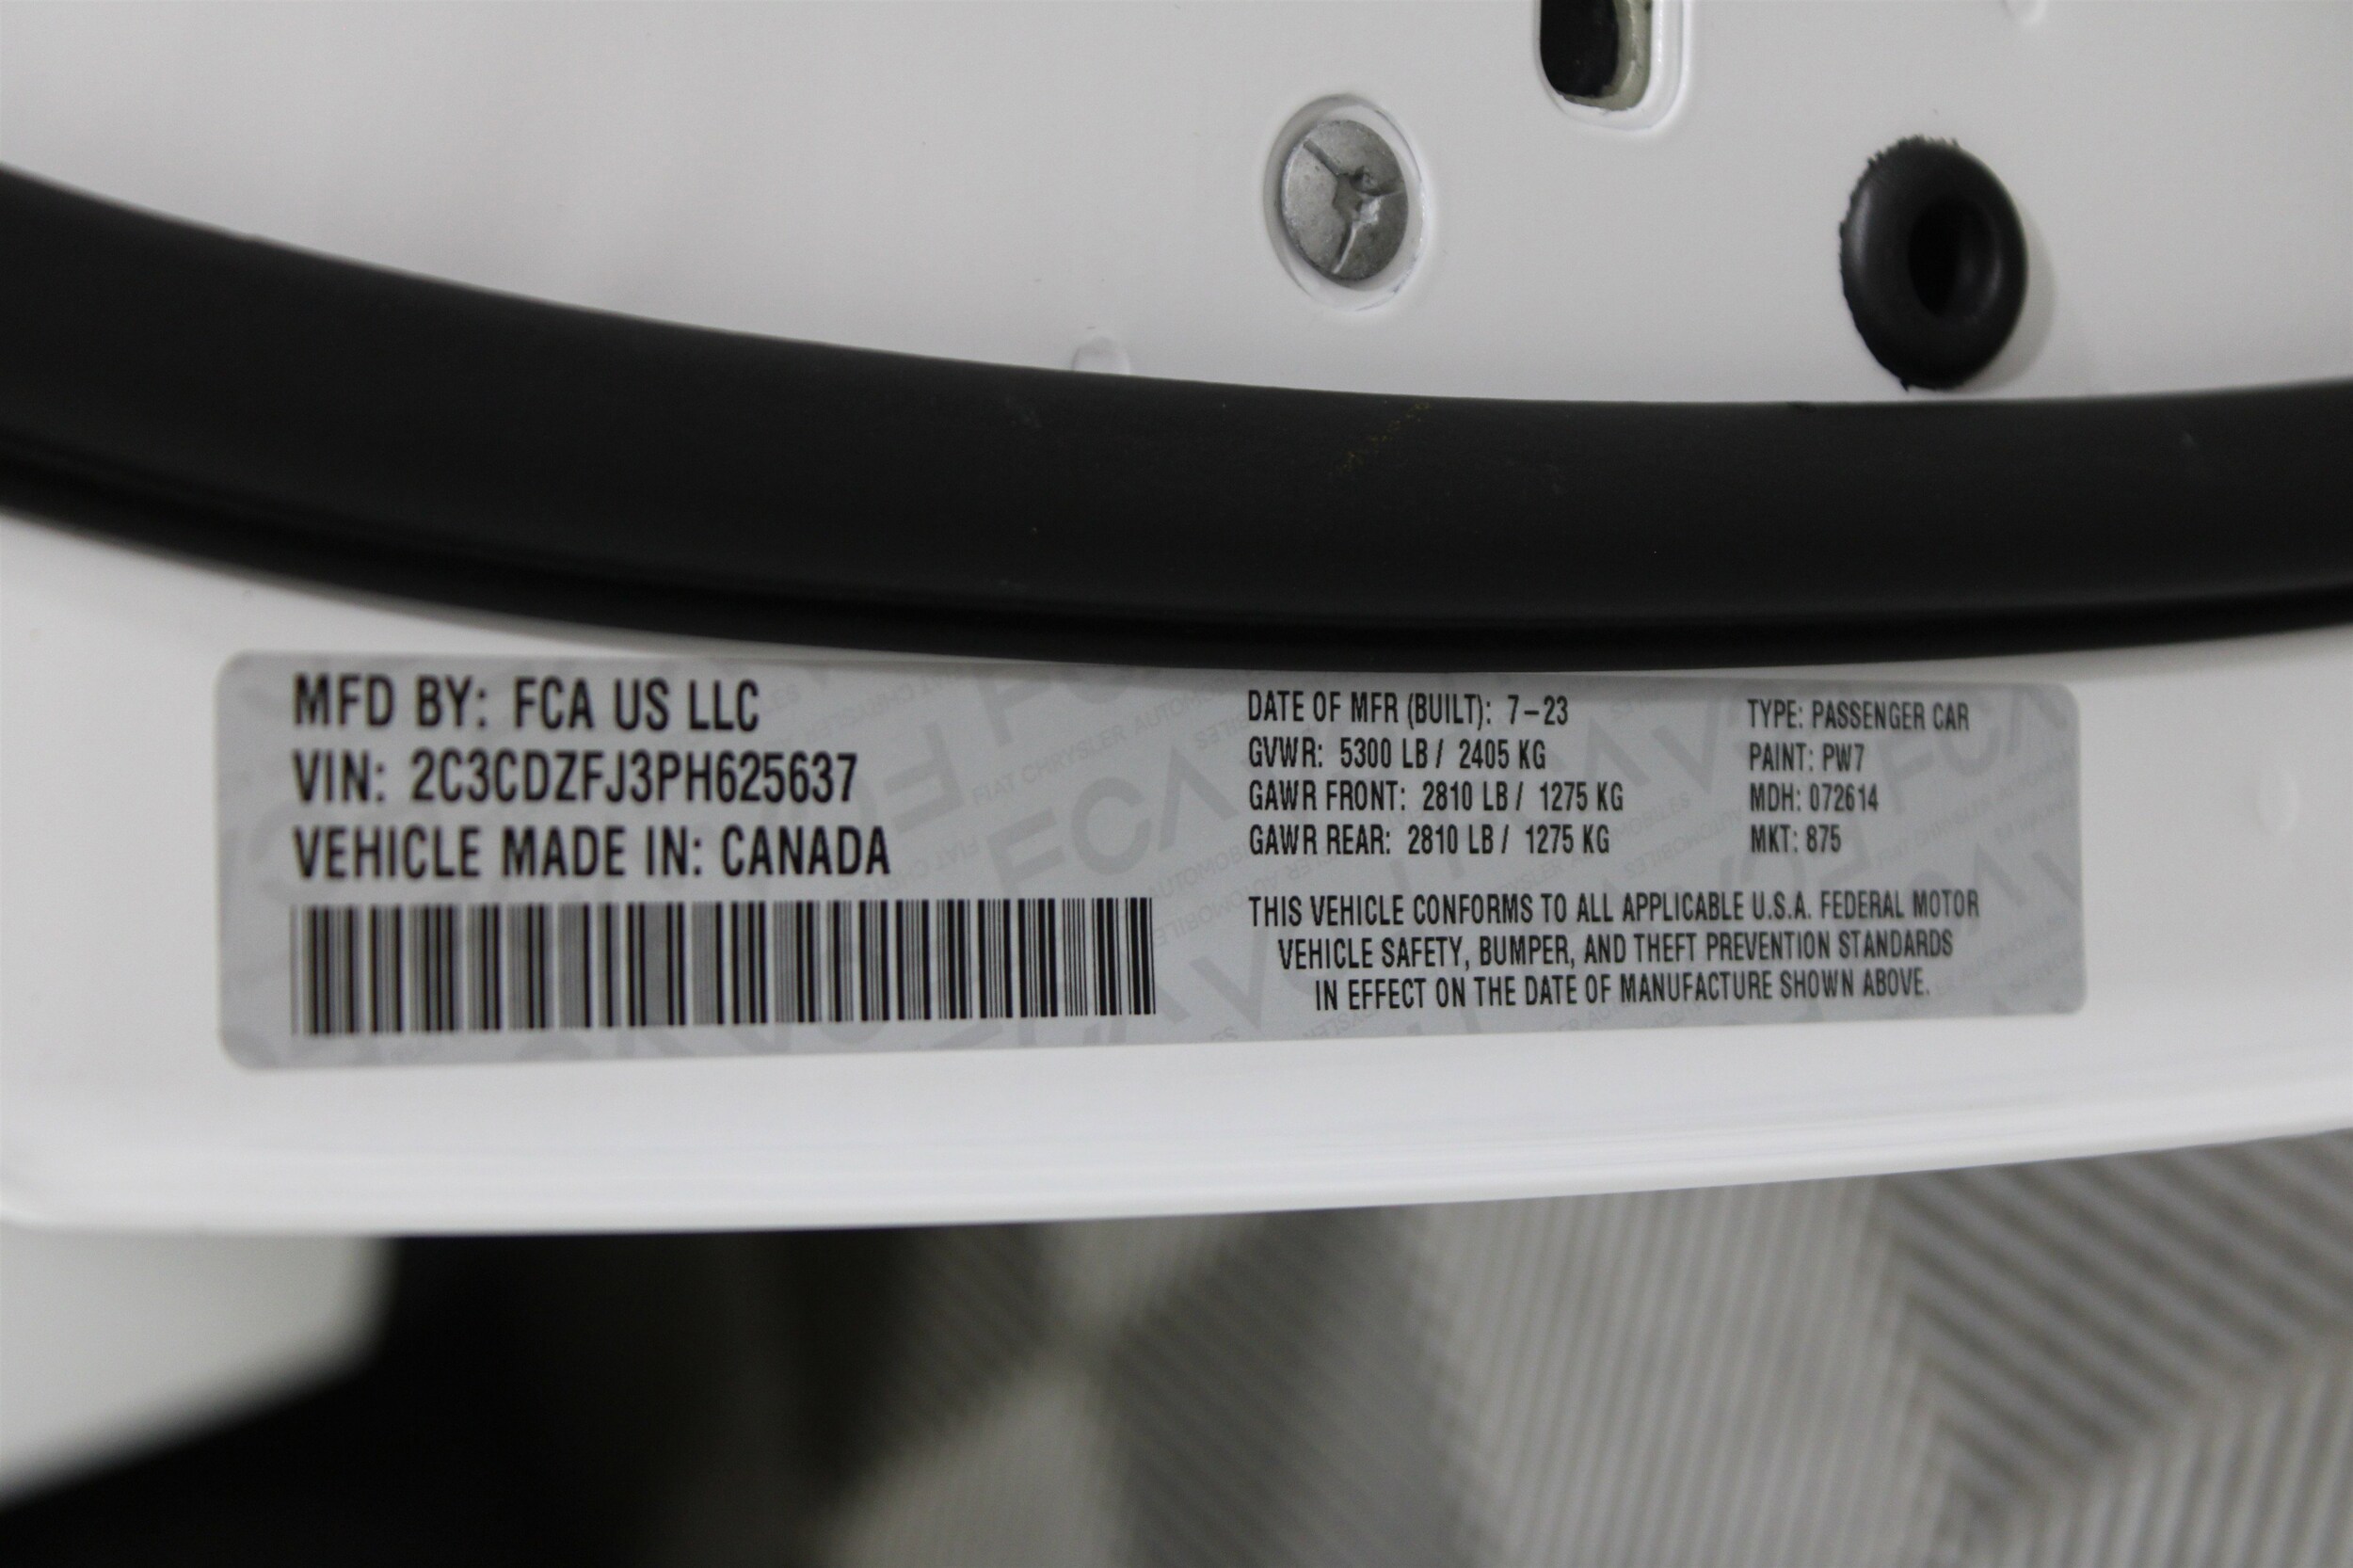 MFD BY: FCA US LLC
VIN: 2C3CDZFJ3PH625637
VEHICLE MADE IN: CANADA
DATE OF MFR (BUILT): 7-23
GVWR: 5300 LB / 2405 KG
GAWR FRONT: 2810 LB / 1275 KG
GAWR REAR: 2810 LB / 1275 KG
TYPE: PASSENGER CAR
PAINT: PW7
MDH: 072614
MKT: 875
THIS VEHICLE CONFORMS TO ALL APPLICABLE U.S.A. FEDERAL MOTOR
VEHICLE SAFETY, BUMPER, AND THEFT PREVENTION STANDARDS
IN EFFECT ON THE DATE OF MANUFACTURE SHOWN ABOVE.